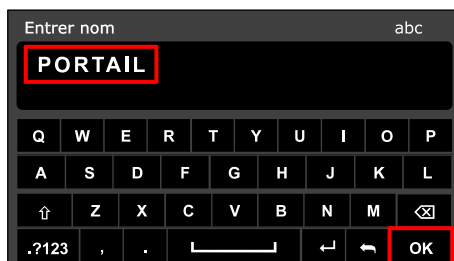 Entrer nom abc
PORTAIL
Q W E R T Y U I O P
A S D F G H J K L
Z X C V B N M
.?123 , . OK